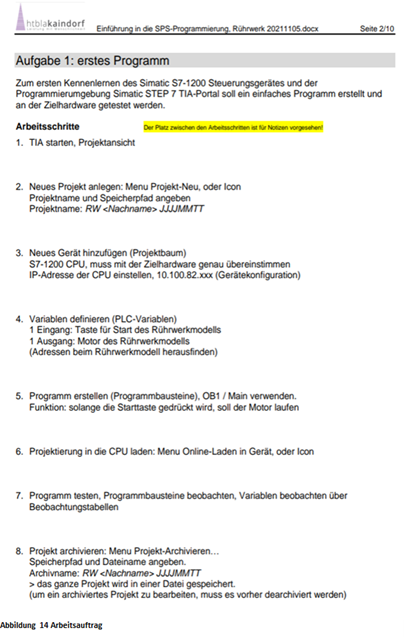 htblakaindorf
Einführung in die SPS-Programmierung, Rührwerk 20211105.docx Seite 2/10
Aufgabe 1: erstes Programm
Zum ersten Kennenlernen des Simatic S7-1200 Steuerungsgerätes und der
Programmierumgebung Simatic STEP 7 TIA-Portal soll ein einfaches Programm erstellt und
an der Zielhardware getestet werden.
Arbeitsschritte Der Platz zwischen den Arbeitsschritten ist für Notizen vorgesehen!
1. TIA starten, Projektansicht
2. Neues Projekt anlegen: Menu Projekt-Neu, oder Icon
Projektname und Speicherpfad angeben
Projektname: RW <Nachname> JJJJMMTT
3. Neues Gerät hinzufügen (Projektbaum)
S7-1200 CPU, muss mit der Zielhardware genau übereinstimmen
IP-Adresse der CPU einstellen, 10.100.82.xxx (Gerätekonfiguration)
4. Variablen definieren (PLC-Variablen)
1 Eingang: Taste für Start des Rührwerkmodells
1 Ausgang: Motor des Rührwerkmodells
(Adressen beim Rührwerkmodell herausfinden)
5. Programm erstellen (Programmbausteine), OB1 / Main verwenden.
Funktion: solange die Starttaste gedrückt wird, soll der Motor laufen
6. Projektierung in die CPU laden: Menu Online-Laden in Gerät, oder Icon
7. Programm testen, Programmbausteine beobachten, Variablen beobachten über
Beobachtungstabellen
8. Projekt archivieren: Menu Projekt-Archivieren…
Speicherpfad und Dateiname angeben.
Archivname: RW <Nachname> JJJJMMTT
> das ganze Projekt wird in einer Datei gespeichert.
(um ein archiviertes Projekt zu bearbeiten, muss es vorher dearchiviert werden)
Abbildung 14 Arbeitsauftrag